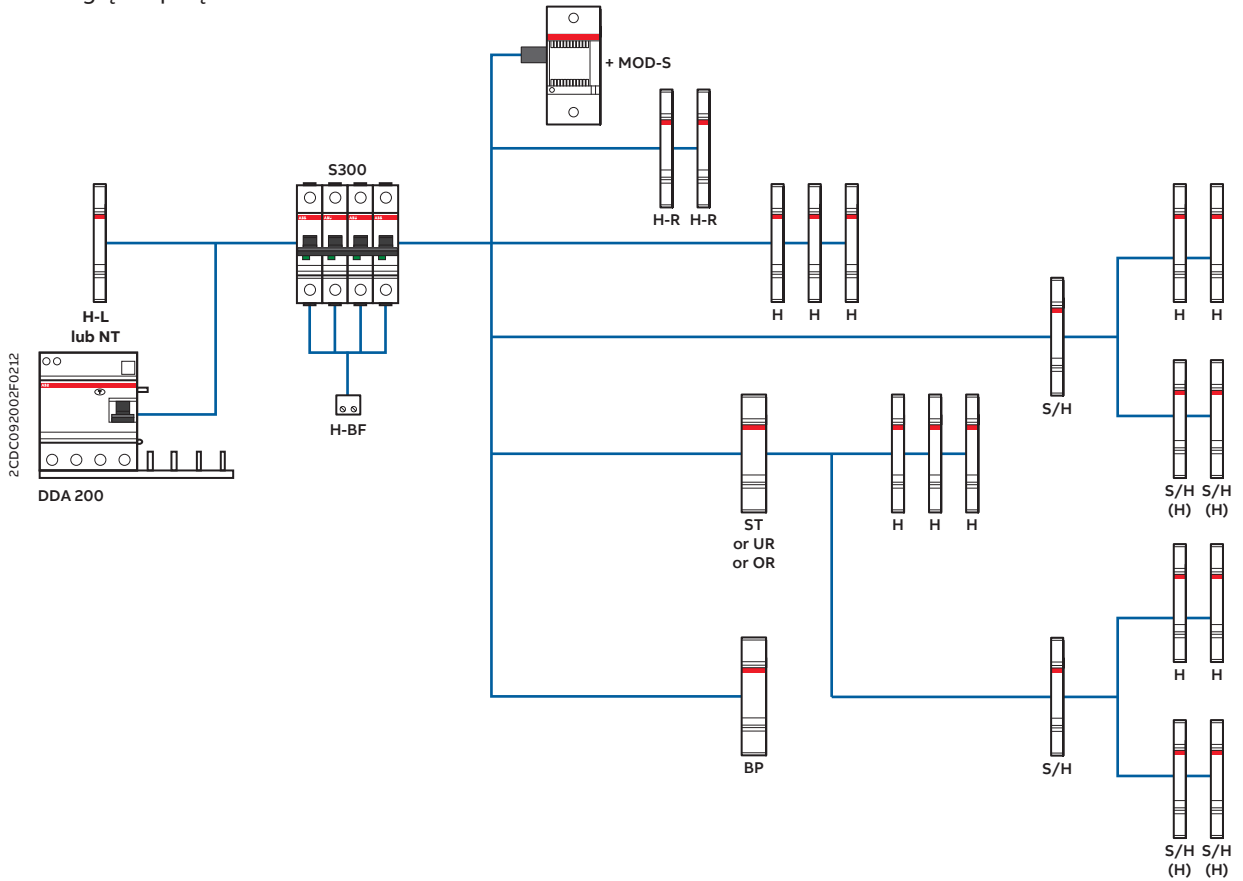 + MOD-S
S300
H-R H-R
H-L
lub NT
H H H
H H
S/H
S/H S/H
(H) (H)
2CDC092002F0212
H-BF
DDA 200
ST
or UR
or OR
H H H
H H
BP
S/H
S/H S/H
(H) (H)